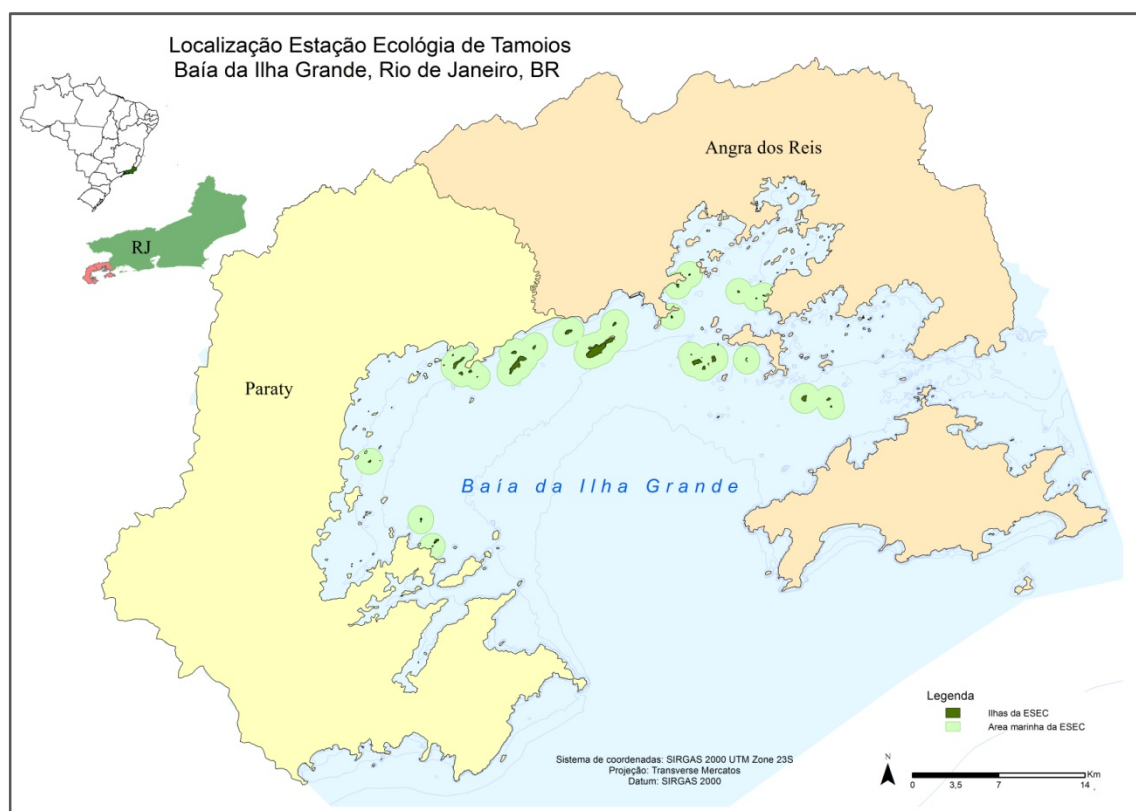 Localização Estação Ecológia de Tamoios
Baía da Ilha Grande, Rio de Janeiro, BR
Angra dos Reis
RJ
Paraty
Baía da Ilha Grande
Legenda
Ilhas da ESEC
Area marinha da ESEC
Sistema de coordenadas: SIRGAS 2000 UTM Zone 23S
Projeção: Transverse Mercatos
Datum: SIRGAS 2000
N
Km
0 3,5 7 14